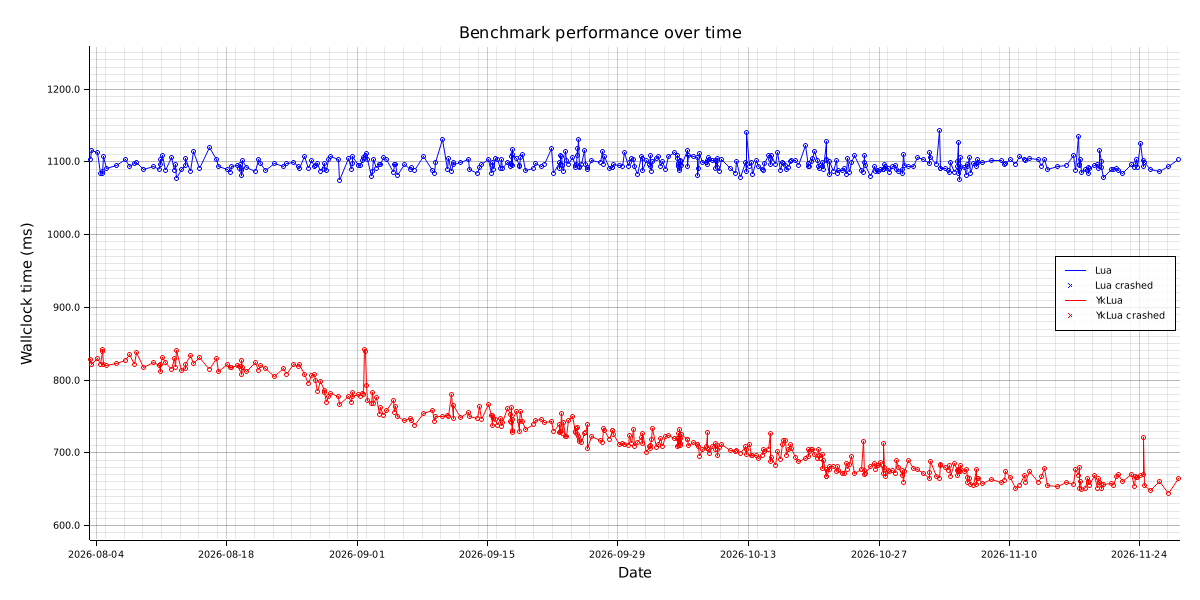 Benchmark performance over time
Wallclock time (ms)
1200.0
1100.0
1000.0
900.0
800.0
700.0
600.0
Lua
Lua crashed
YkLua
YkLua crashed
2026-08-04 2026-08-18 2026-09-01 2026-09-15 2026-09-29 2026-10-13 2026-10-27 2026-11-10 2026-11-24
Date